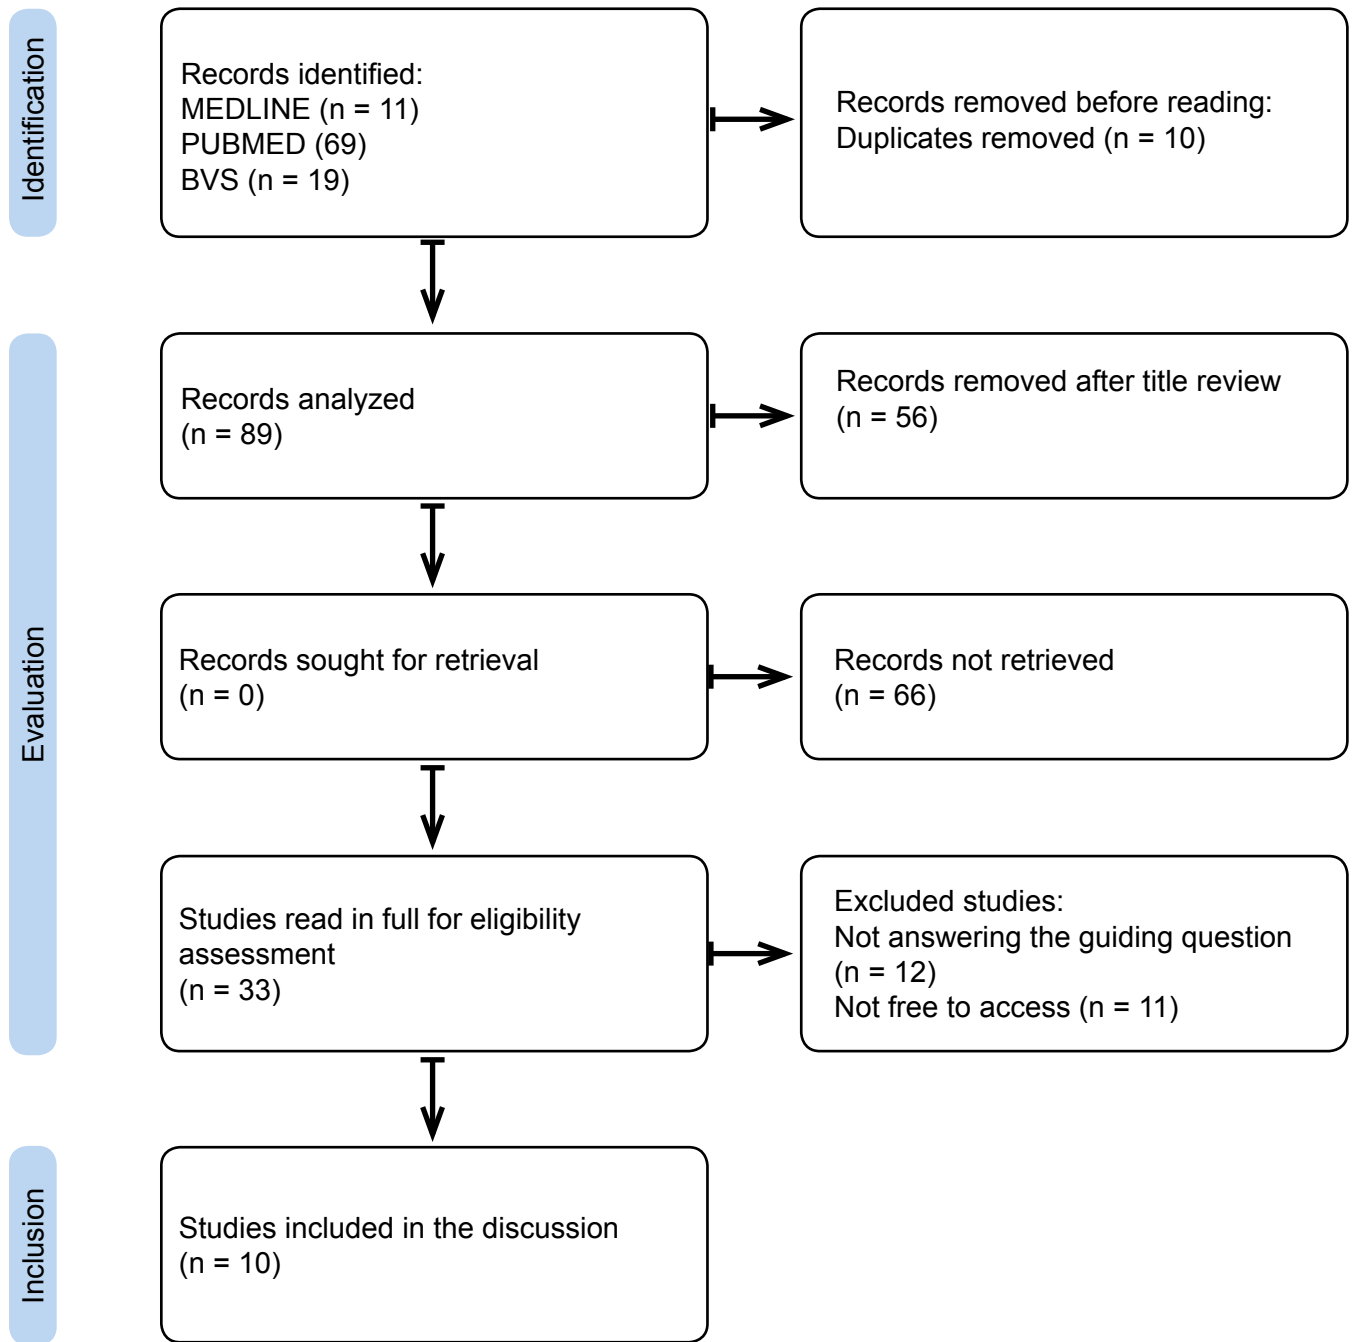 Identification
Records identified:
MEDLINE (n = 11)
PUBMED (69)
BVS (n = 19)
Records removed before reading:
Duplicates removed (n = 10)
Evaluation
Records analyzed
(n = 89)
Records removed after title review
(n = 56)
Records sought for retrieval
(n = 0)
Records not retrieved
(n = 66)
Studies read in full for eligibility
assessment
(n = 33)
Excluded studies:
Not answering the guiding question
(n = 12)
Not free to access (n = 11)
Inclusion
Studies included in the discussion
(n = 10)